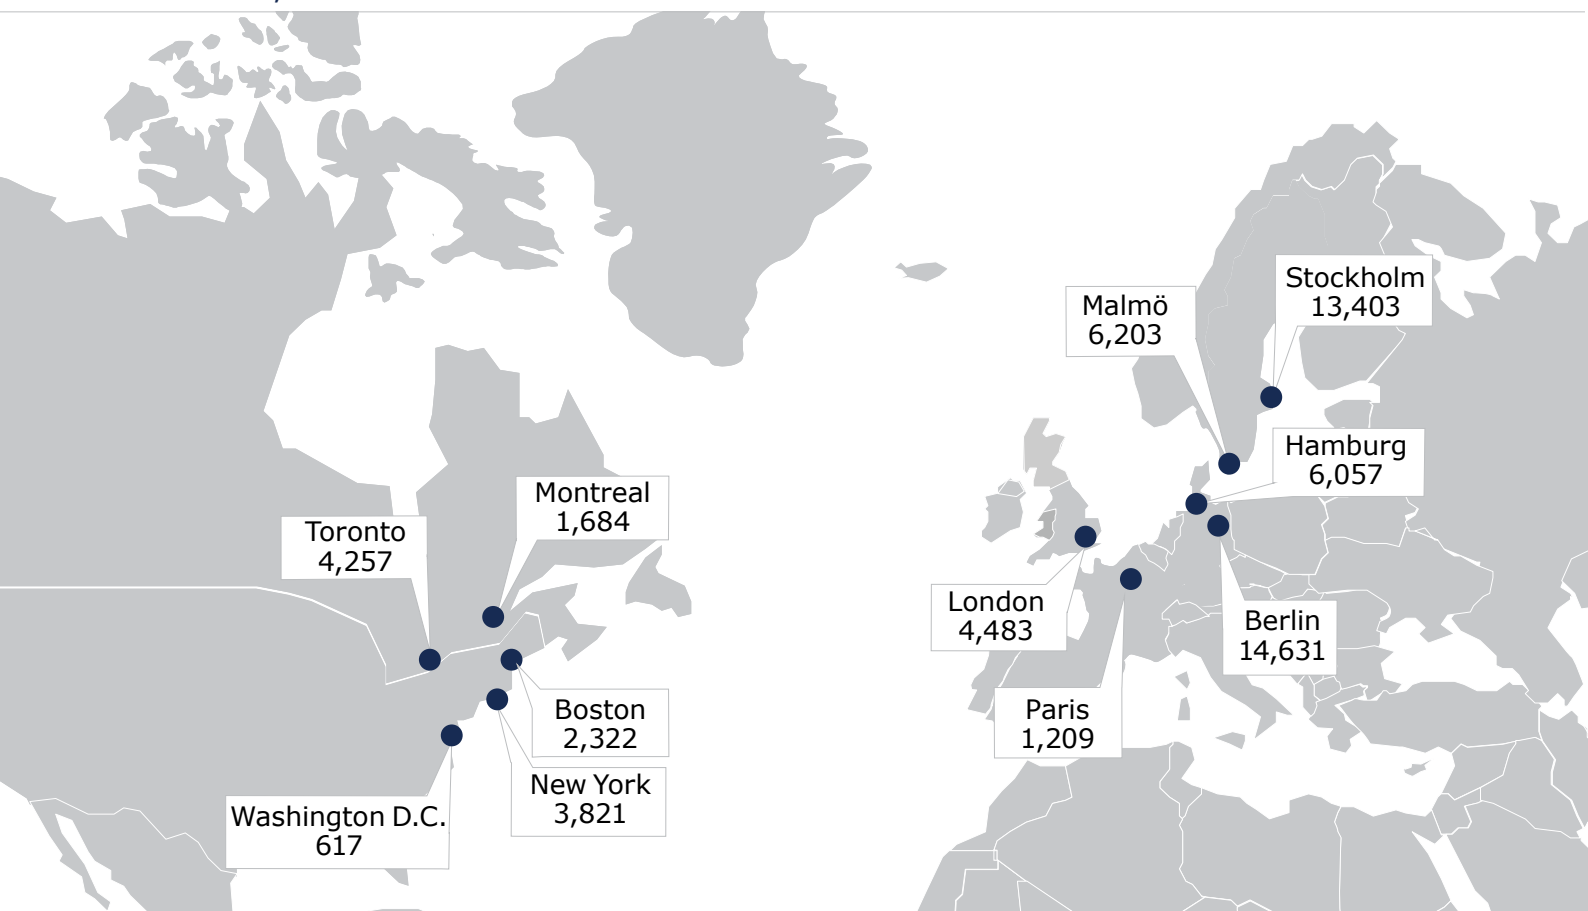 Stockholm
13,403
Malmö
6,203
Hamburg
6,057
Montreal
1,684
Toronto
4,257
London
4,483
Berlin
14,631
Paris
1,209
Boston
2,322
New York
3,821
Washington D.C.
617